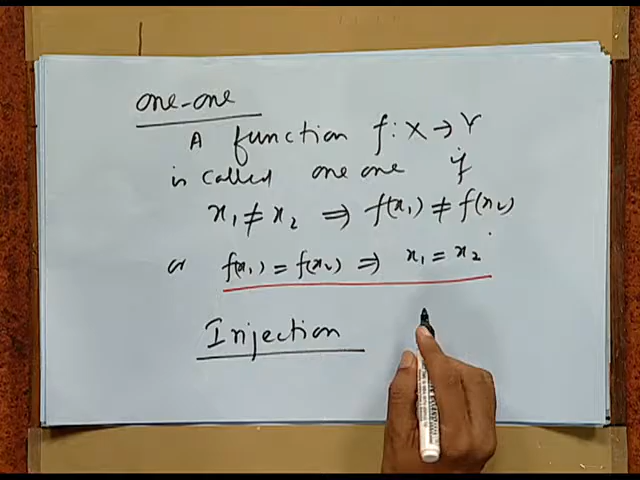 one-one
A function f: X → Y
is called one one if
x₁ ≠ x₂ ⇒ f(x₁) ≠ f(x₂)
or f(x₁) = f(x₂) ⇒ x₁ = x₂
Injection